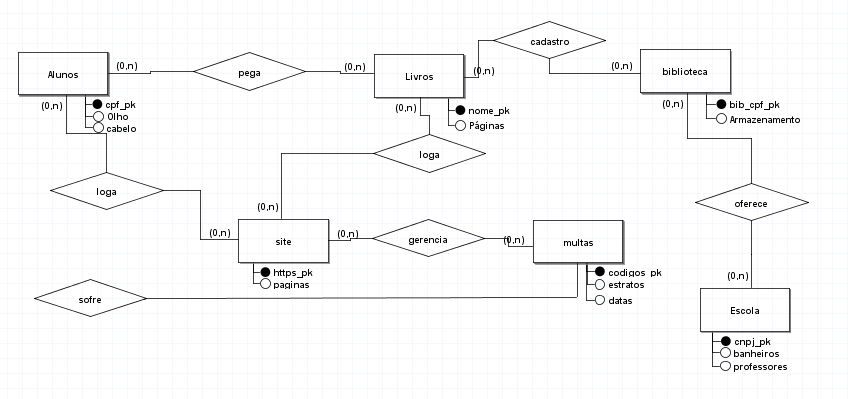 cadastro
(0,n)
(0,n)
(0,n)
(0,n)
Alunos
pega
Livros
biblioteca
(0,n)
(0,n)
(0,n)
cpf_pk
Olho
cabelo
nome_pk
Páginas
bib_cpf_pk
Armazenamento
loga
loga
oferece
(0,n)
(0,n)
(0,n)
site
gerencia
multas
https_pk
paginas
codigos_pk
estratos
datas
(0,n)
sofre
Escola
cnpj_pk
banheiros
professores